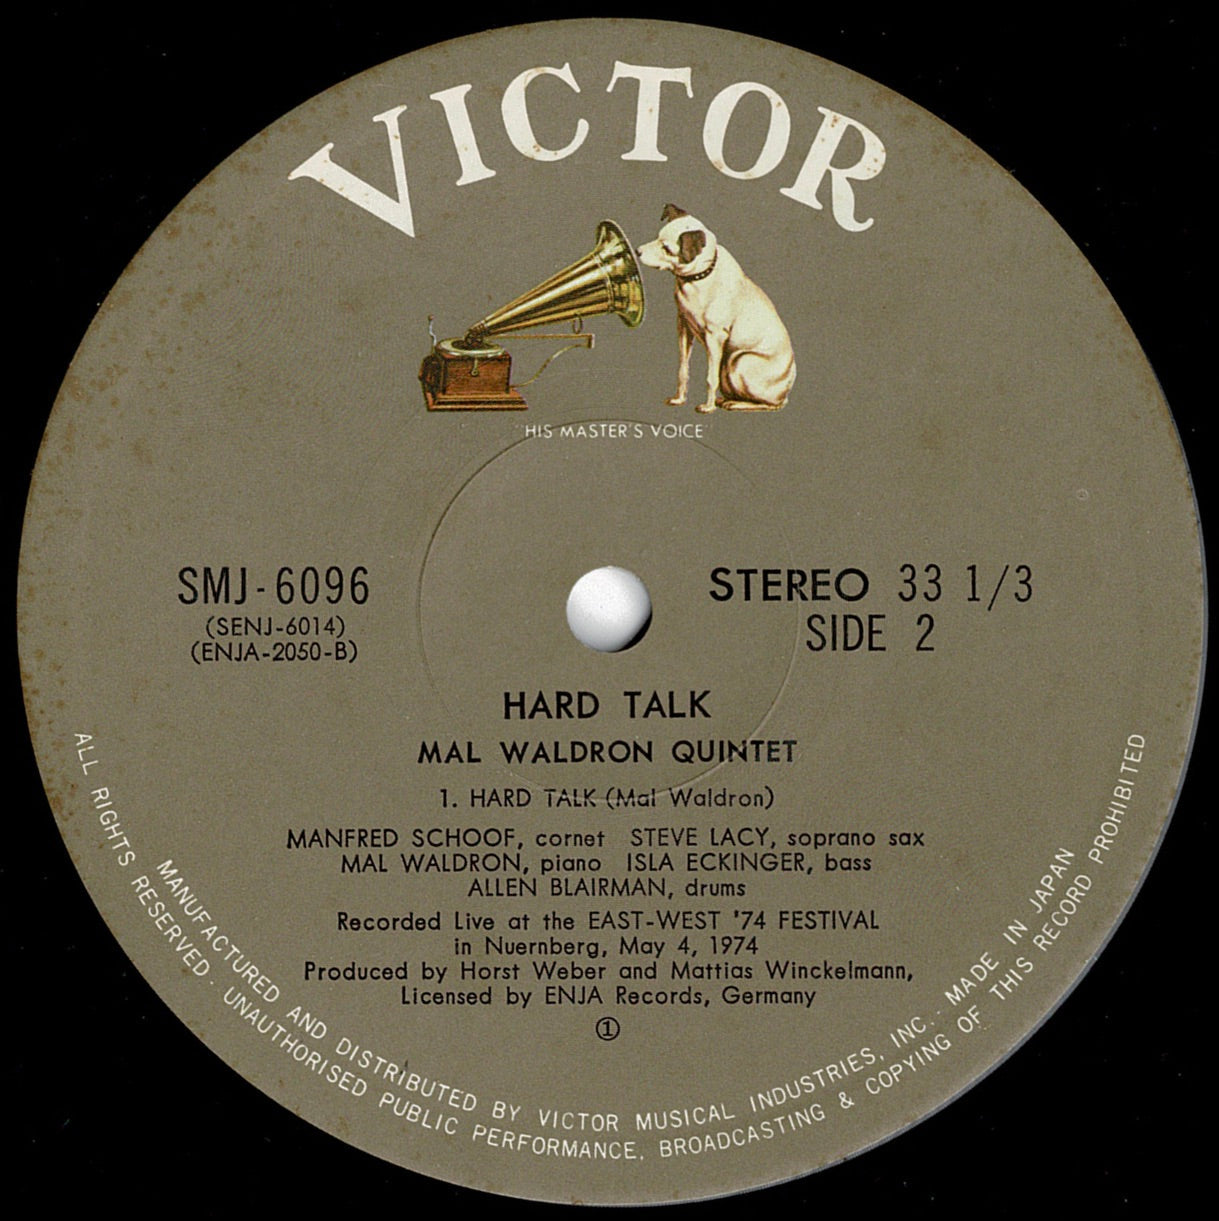 VICTOR
"HIS MASTER'S VOICE"
SMJ-6096
(SENJ-6014)
(ENJA-2050-B)
STEREO 33 1/3
SIDE 2
HARD TALK
MAL WALDRON QUINTET
1. HARD TALK (Mal Waldron)
MANFRED SCHOOF, cornet STEVE LACY, soprano sax
MAL WALDRON, piano ISLA ECKINGER, bass
ALLEN BLAIRMAN, drums
Recorded Live at the EAST-WEST '74 FESTIVAL
in Nuernberg, May 4, 1974
Produced by Horst Weber and Mattias Winckelmann,
Licensed by ENJA Records, Germany
①
MANUFACTURED AND DISTRIBUTED BY VICTOR MUSICAL INDUSTRIES, INC. · MADE IN JAPAN
ALL RIGHTS RESERVED · UNAUTHORISED PUBLIC PERFORMANCE, BROADCASTING & COPYING OF THIS RECORD PROHIBITED